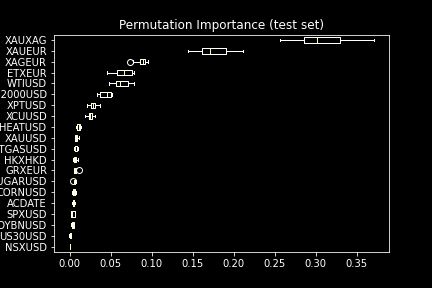 Permutation Importance (test set)
XAUXAG
XAUEUR
XAGEUR
ETXEUR
WTIUSD
2000USD
XPTUSD
XCUUSD
HEATUSD
XAUUSD
TGASUSD
HKXHKD
GRXEUR
UGARUSD
CORNUSD
ACDATE
SPXUSD
OYBNUSD
US30USD
NSXUSD
0.00 0.05 0.10 0.15 0.20 0.25 0.30 0.35